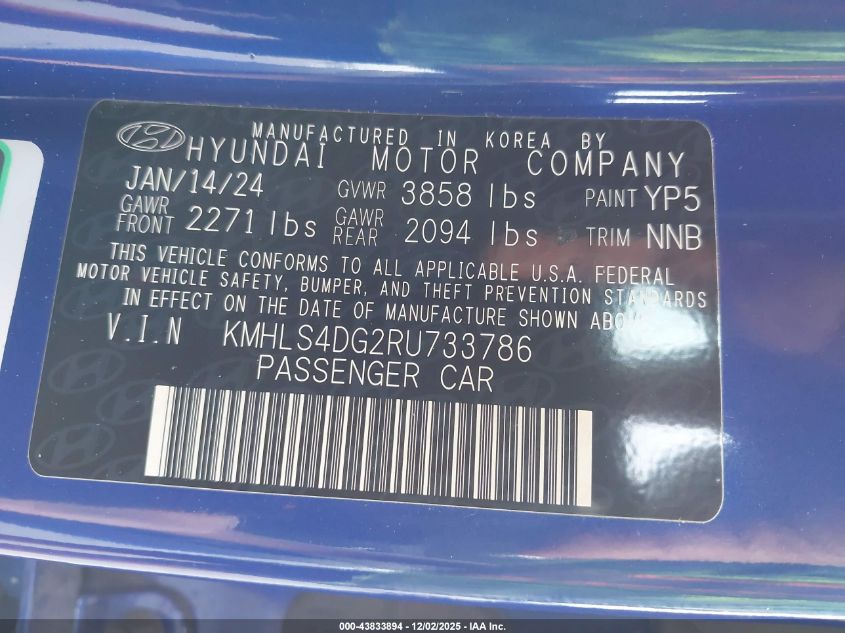 MANUFACTURED IN KOREA BY
HYUNDAI MOTOR COMPANY
JAN/14/24 GVWR 3858 lbs PAINT YP5
GAWR FRONT 2271 lbs GAWR REAR 2094 lbs TRIM NNB
THIS VEHICLE CONFORMS TO ALL APPLICABLE U.S.A. FEDERAL
MOTOR VEHICLE SAFETY, BUMPER, AND THEFT PREVENTION STANDARDS
IN EFFECT ON THE DATE OF MANUFACTURE SHOWN ABOVE.
V.I.N KMHLS4DG2RU733786
PASSENGER CAR
000-43833894 - 12/02/2025 - IAA Inc.